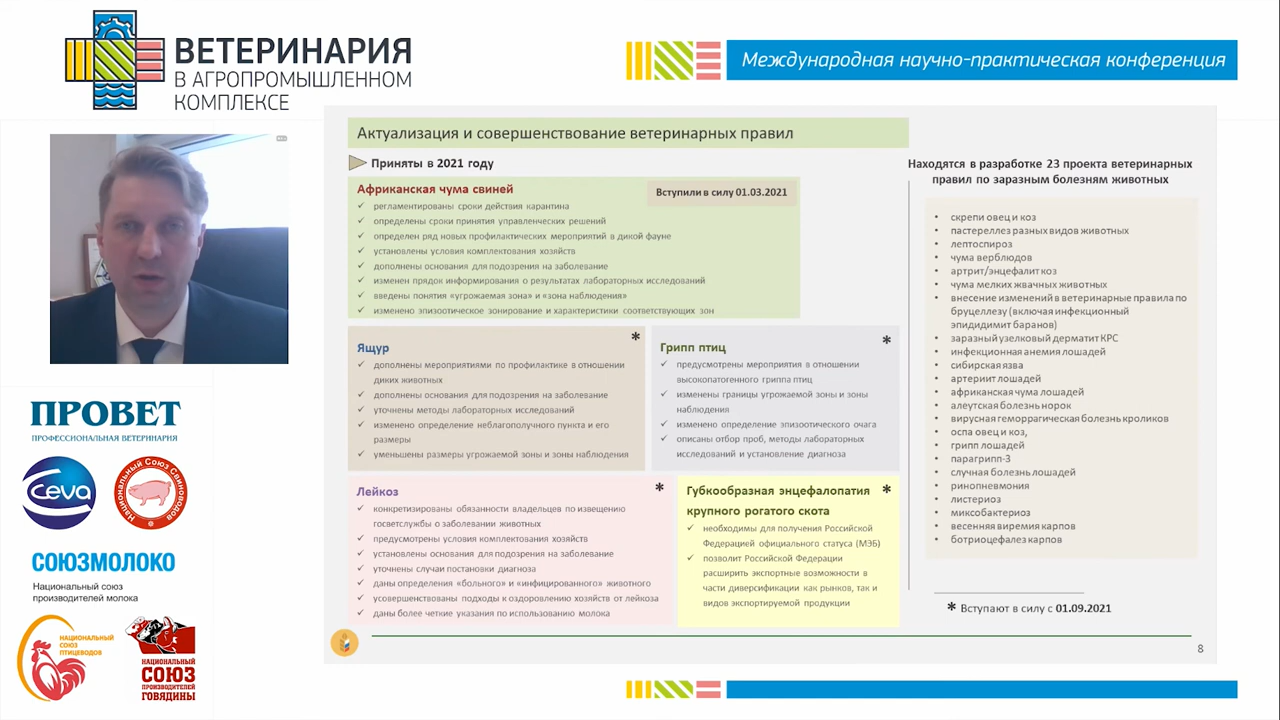 ВЕТЕРИНАРИЯ
В АГРОПРОМЫШЛЕННОМ
КОМПЛЕКСЕ
Международная научно-практическая конференция
Актуализация и совершенствование ветеринарных правил
Приняты в 2021 году
Африканская чума свиней
Вступили в силу 01.03.2021
✓ регламентированы сроки действия карантина
✓ определены сроки принятия управленческих решений
✓ определен ряд новых профилактических мероприятий в дикой фауне
✓ установлены условия комплектования хозяйств
✓ дополнены основания для подозрения на заболевание
✓ изменен прядок информирования о результатах лабораторных исследований
✓ введены понятия «угрожаемая зона» и «зона наблюдения»
✓ изменено эпизоотическое зонирование и характеристики соответствующих зон
Ящур *
✓ дополнены мероприятиями по профилактике в отношении
диких животных
✓ дополнены основания для подозрения на заболевание
✓ уточнены методы лабораторных исследований
✓ изменено определение неблагополучного пункта и его
размеры
✓ уменьшены размеры угрожаемой зоны и зоны наблюдения
Грипп птиц *
✓ предусмотрены мероприятия в отношении
высокопатогенного гриппа птиц
✓ изменены границы угрожаемой зоны и зоны
наблюдения
✓ изменено определение эпизоотического очага
✓ описаны отбор проб, методы лабораторных
исследований и установление диагноза
Лейкоз *
✓ конкретизированы обязанности владельцев по извещению
госветслужбы о заболевании животных
✓ предусмотрены условия комплектования хозяйств
✓ установлены основания для подозрения на заболевание
✓ уточнены случаи постановки диагноза
✓ даны определения «больного» и «инфицированного» животного
✓ усовершенствованы подходы к оздоровлению хозяйств от лейкоза
✓ даны более четкие указания по использованию молока
Губкообразная энцефалопатия *
крупного рогатого скота
✓ необходимы для получения Российской
Федерацией официального статуса (МЭБ)
✓ позволит Российской Федерации
расширить экспортные возможности в
части диверсификации как рынков, так и
видов экспортируемой продукции
Находятся в разработке 23 проекта ветеринарных
правил по заразным болезням животных
• скрепи овец и коз
• пастереллез разных видов животных
• лептоспироз
• чума верблюдов
• артрит/энцефалит коз
• чума мелких жвачных животных
• внесение изменений в ветеринарные правила по
бруцеллезу (включая инфекционный
эпидидимит баранов)
• заразный узелковый дерматит КРС
• инфекционная анемия лошадей
• сибирская язва
• артериит лошадей
• африканская чума лошадей
• алеутская болезнь норок
• вирусная геморрагическая болезнь кроликов
• оспа овец и коз,
• грипп лошадей
• парагрипп-3
• случная болезнь лошадей
• ринопневмония
• листериоз
• миксобактериоз
• весенняя виремия карпов
• ботриоцефалез карпов
* Вступают в силу с 01.09.2021
8
ПРОВЕТ
ПРОФЕССИОНАЛЬНАЯ ВЕТЕРИНАРИЯ
Ceva
Национальный Союз Свиноводов
СОЮЗМОЛОКО
Национальный союз
производителей молока
НАЦИОНАЛЬНЫЙ
СОЮЗ
ПТИЦЕВОДОВ
НАЦИОНАЛЬНЫЙ
СОЮЗ
ПРОИЗВОДИТЕЛЕЙ
ГОВЯДИНЫ